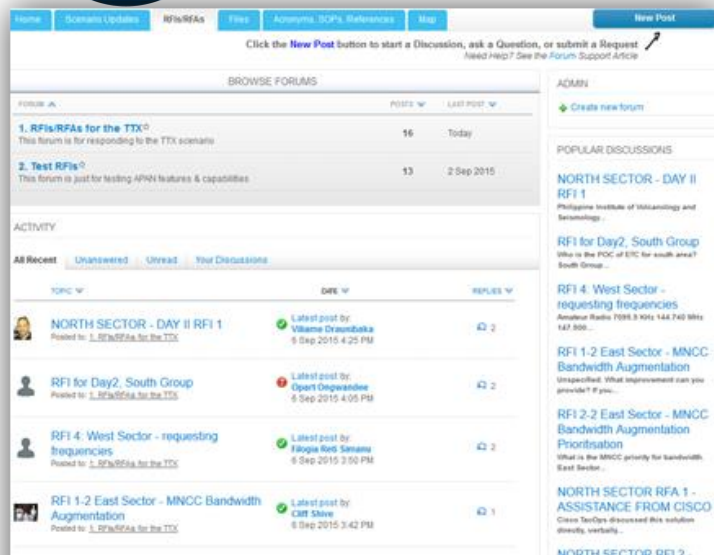 Home Scenario Updates RFIs/RFAs Files Acronyms, SOPs, References Map
New Post
Click the New Post button to start a Discussion, ask a Question, or submit a Request
Need Help? See the Forum Support Article
BROWSE FORUMS
FORUM POSTS LAST POST
1. RFIs/RFAs for the TTX
This forum is for responding to the TTX scenario
16 Today
2. Test RFIs
This forum is just for testing APAN features & capabilities
13 2 Sep 2015
ACTIVITY
All Recent Unanswered Unread Your Discussions
TOPIC DATE REPLIES
NORTH SECTOR - DAY II RFI 1
Posted to: 1. RFIs/RFAs for the TTX
Latest post by:
Viliame Draunibaka
6 Sep 2015 4:25 PM
2
RFI for Day2, South Group
Posted to: 1. RFIs/RFAs for the TTX
Latest post by:
Opart Ongwandee
6 Sep 2015 4:05 PM
2
RFI 4: West Sector - requesting
frequencies
Posted to: 1. RFIs/RFAs for the TTX
Latest post by:
Filogia Reti Simanu
6 Sep 2015 3:50 PM
2
RFI 1-2 East Sector - MNCC Bandwidth
Augmentation
Posted to: 1. RFIs/RFAs for the TTX
Latest post by:
Cliff Shive
6 Sep 2015 3:42 PM
1
ADMIN
Create new forum
POPULAR DISCUSSIONS
NORTH SECTOR - DAY II
RFI 1
Philippine Institute of Volcanology and
Seismology...
RFI for Day2, South Group
Who is the POC of ETC for south area?
South Group...
RFI 4: West Sector -
requesting frequencies
Amateur Radio 7095.5 KHz 144.740 MHz
147.500...
RFI 1-2 East Sector - MNCC
Bandwidth Augmentation
Unspecified: What improvement can you
provide? If you...
RFI 2-2 East Sector - MNCC
Bandwidth Augmentation
Prioritisation
What is the MNCC priority for bandwidth
East Sector...
NORTH SECTOR RFA 1 -
ASSISTANCE FROM CISCO
Cisco TacOps discussed this solution
directly, verbally...
NORTH SECTOR RFI 2 -